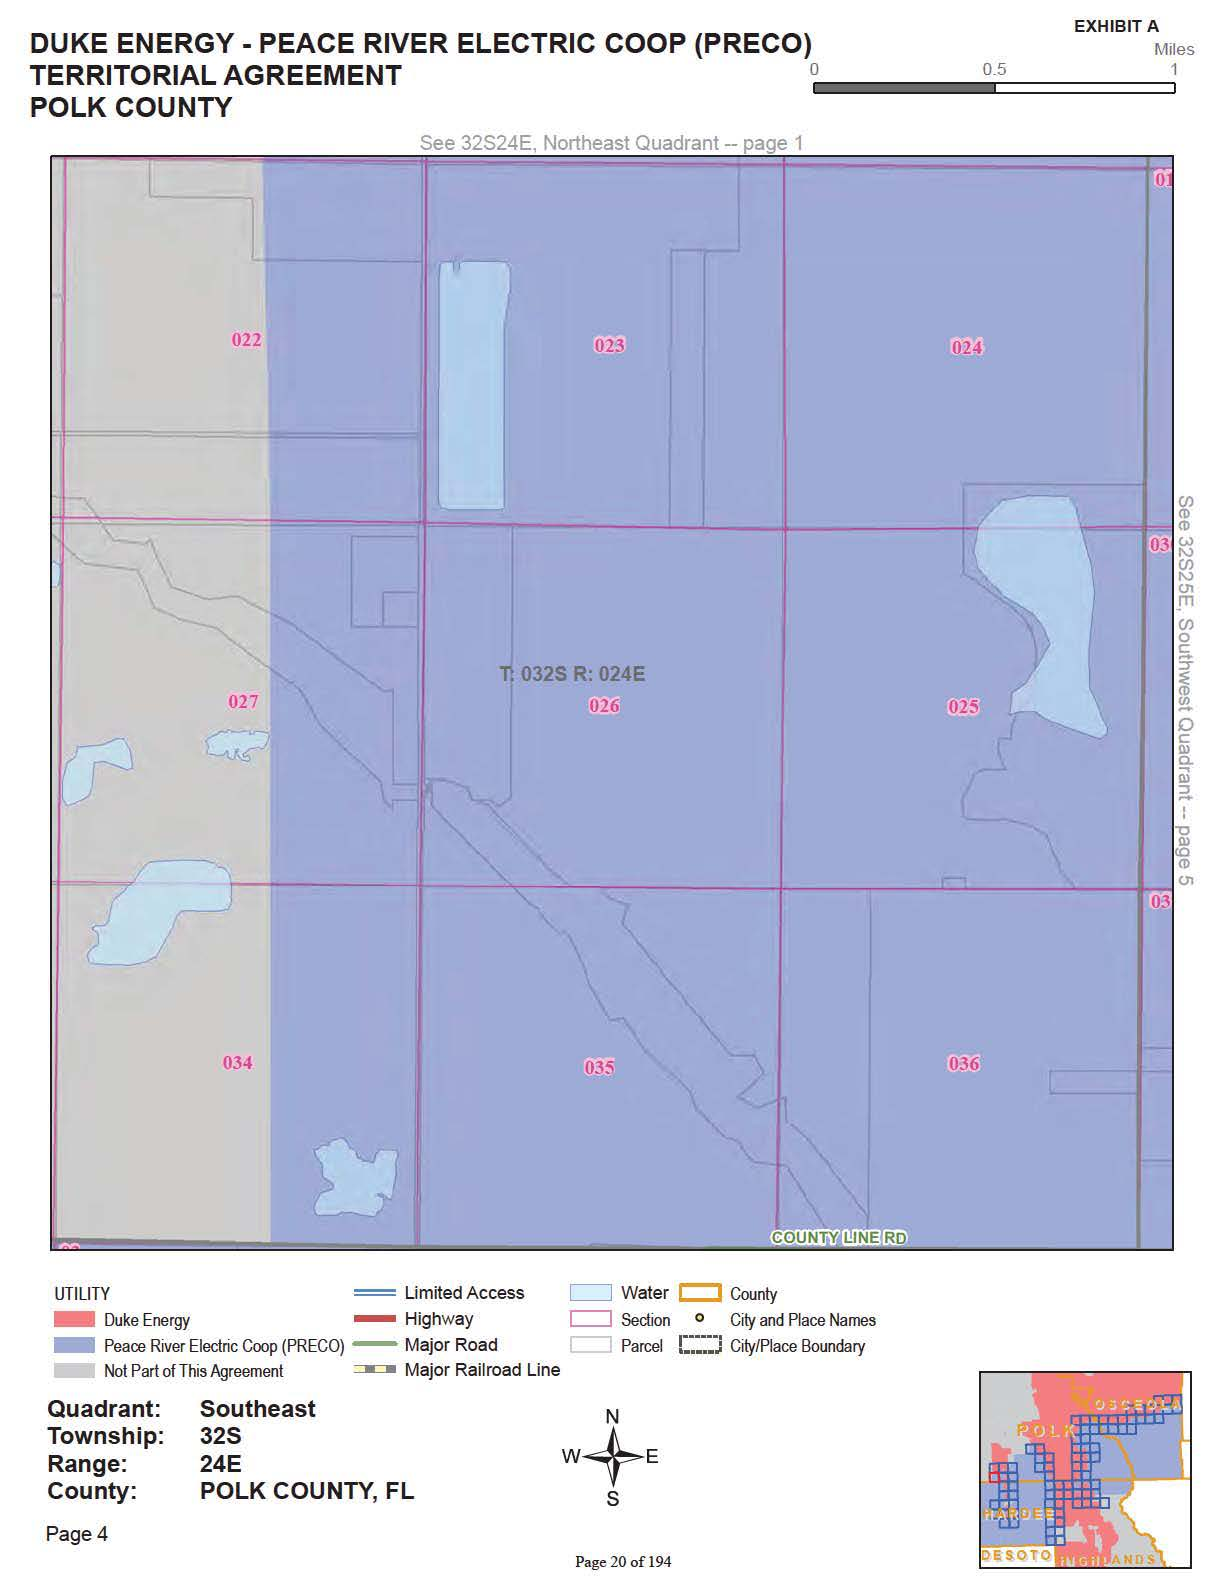 EXHIBIT A
DUKE ENERGY - PEACE RIVER ELECTRIC COOP (PRECO)
TERRITORIAL AGREEMENT
POLK COUNTY
Miles
0 0.5 1
See 32S24E, Northeast Quadrant -- page 1
022
023
024
T: 032S R: 024E
027
026
025
See 32S25E, Southwest Quadrant -- page 5
034
035
036
COUNTY LINE RD
UTILITY
Duke Energy
Peace River Electric Coop (PRECO)
Not Part of This Agreement
Limited Access
Highway
Major Road
Major Railroad Line
Water
Section
Parcel
County
City and Place Names
City/Place Boundary
Quadrant: Southeast
Township: 32S
Range: 24E
County: POLK COUNTY, FL
Page 4
N
W E
S
OSCEOLA
POLK
HARDEE
DESOTO
HIGHLANDS
Page 20 of 194